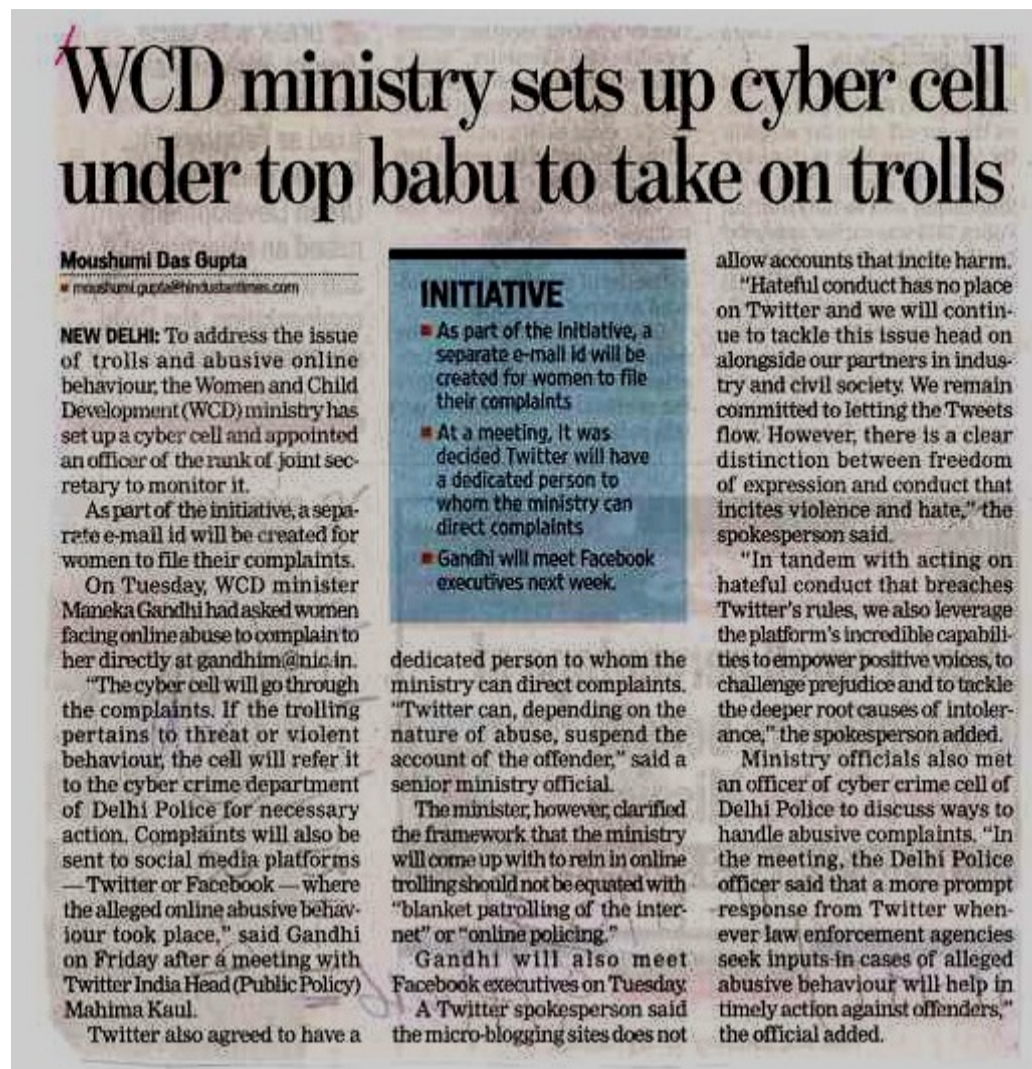 WCD ministry sets up cyber cell
under top babu to take on trolls
Moushumi Das Gupta
moushumi.gupta@hindustantimes.com
NEW DELHI: To address the issue
of trolls and abusive online
behaviour, the Women and Child
Development (WCD) ministry has
set up a cyber cell and appointed
an officer of the rank of joint sec-
retary to monitor it.
As part of the initiative, a sepa-
rate e-mail id will be created for
women to file their complaints.
On Tuesday, WCD minister
Maneka Gandhi had asked women
facing online abuse to complain to
her directly at gandhim@nic.in.
"The cyber cell will go through
the complaints. If the trolling
pertains to threat or violent
behaviour, the cell will refer it
to the cyber crime department
of Delhi Police for necessary
action. Complaints will also be
sent to social media platforms
— Twitter or Facebook — where
the alleged online abusive behav-
iour took place," said Gandhi
on Friday after a meeting with
Twitter India Head (Public Policy)
Mahima Kaul.
Twitter also agreed to have a
INITIATIVE
As part of the initiative, a
separate e-mail id will be
created for women to file
their complaints
At a meeting, it was
decided Twitter will have
a dedicated person to
whom the ministry can
direct complaints
Gandhi will meet Facebook
executives next week.
dedicated person to whom the
ministry can direct complaints.
"Twitter can, depending on the
nature of abuse, suspend the
account of the offender," said a
senior ministry official.
The minister, however, clarified
the framework that the ministry
will come up with to rein in online
trolling should not be equated with
"blanket patrolling of the inter-
net" or "online policing."
Gandhi will also meet
Facebook executives on Tuesday.
A Twitter spokesperson said
the micro-blogging sites does not
allow accounts that incite harm.
"Hateful conduct has no place
on Twitter and we will contin-
ue to tackle this issue head on
alongside our partners in indus-
try and civil society. We remain
committed to letting the Tweets
flow. However, there is a clear
distinction between freedom
of expression and conduct that
incites violence and hate," the
spokesperson said.
"In tandem with acting on
hateful conduct that breaches
Twitter's rules, we also leverage
the platform's incredible capabili-
ties to empower positive voices, to
challenge prejudice and to tackle
the deeper root causes of intoler-
ance," the spokesperson added.
Ministry officials also met
an officer of cyber crime cell of
Delhi Police to discuss ways to
handle abusive complaints. "In
the meeting, the Delhi Police
officer said that a more prompt
response from Twitter when-
ever law enforcement agencies
seek inputs in cases of alleged
abusive behaviour will help in
timely action against offenders,"
the official added.